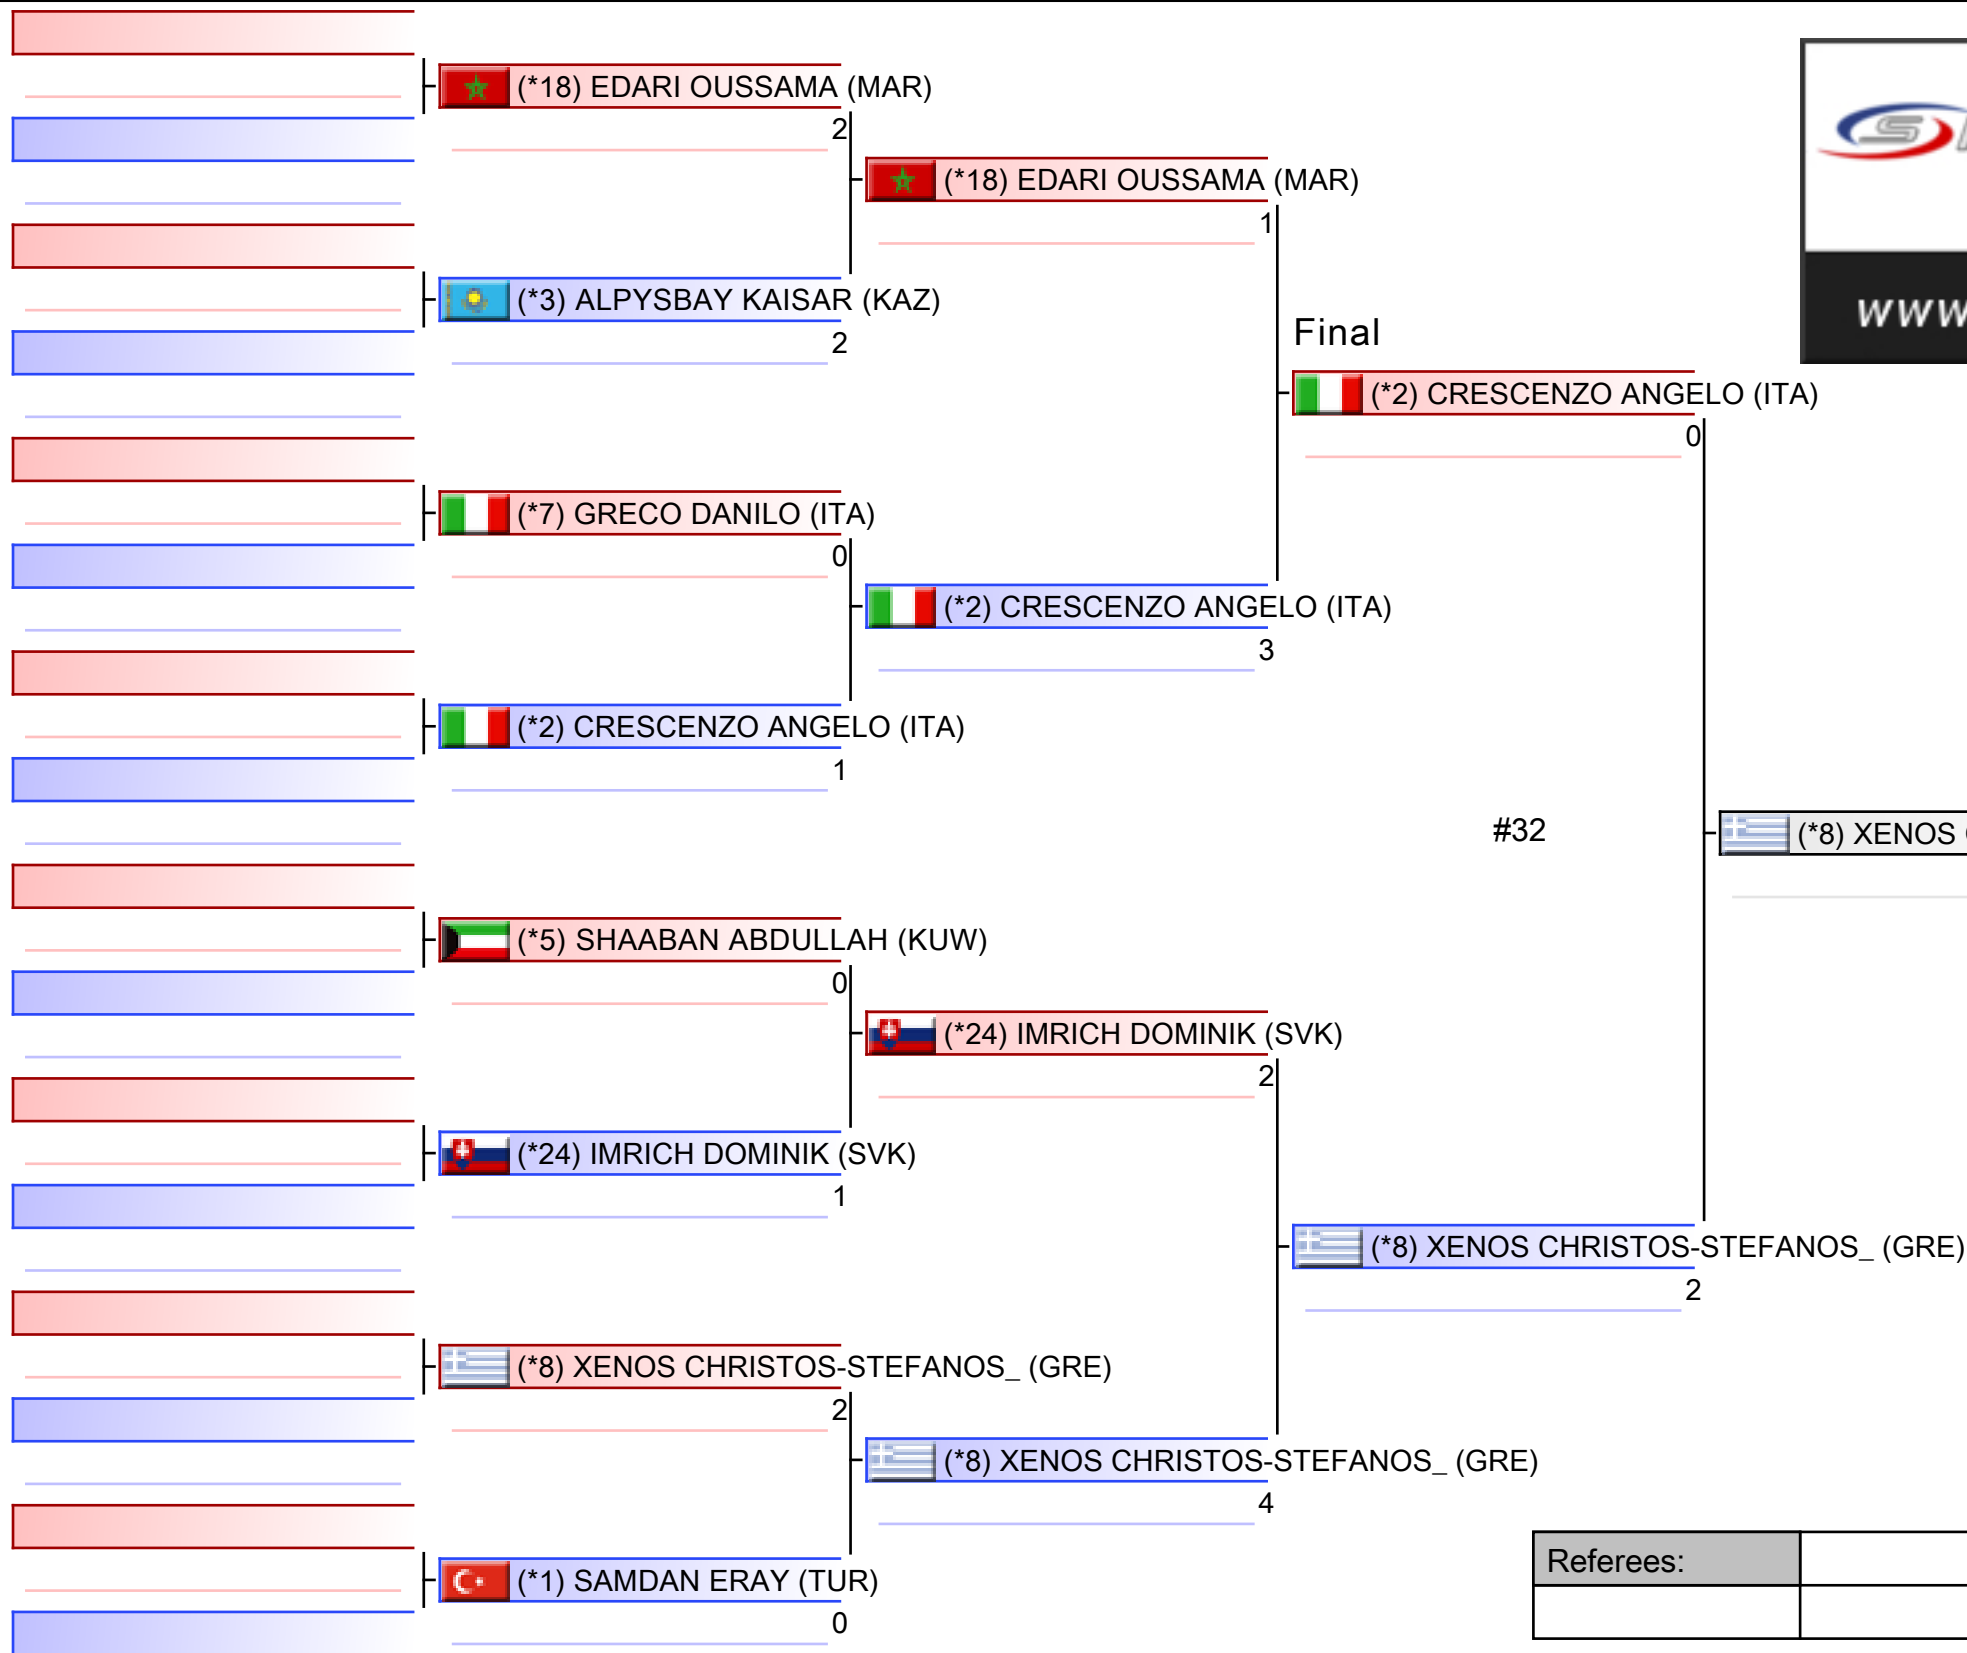 (*18) EDARI OUSSAMA (MAR)
2
(*18) EDARI OUSSAMA (MAR)
1
(*3) ALPYSBAY KAISAR (KAZ)
2
Final
(*2) CRESCENZO ANGELO (ITA)
0
(*7) GRECO DANILO (ITA)
0
(*2) CRESCENZO ANGELO (ITA)
3
(*2) CRESCENZO ANGELO (ITA)
1
#32
(*8) XENOS
(*5) SHAABAN ABDULLAH (KUW)
0
(*24) IMRICH DOMINIK (SVK)
2
(*24) IMRICH DOMINIK (SVK)
1
(*8) XENOS CHRISTOS-STEFANOS_ (GRE)
2
(*8) XENOS CHRISTOS-STEFANOS_ (GRE)
2
(*8) XENOS CHRISTOS-STEFANOS_ (GRE)
4
(*1) SAMDAN ERAY (TUR)
0
Referees:
www